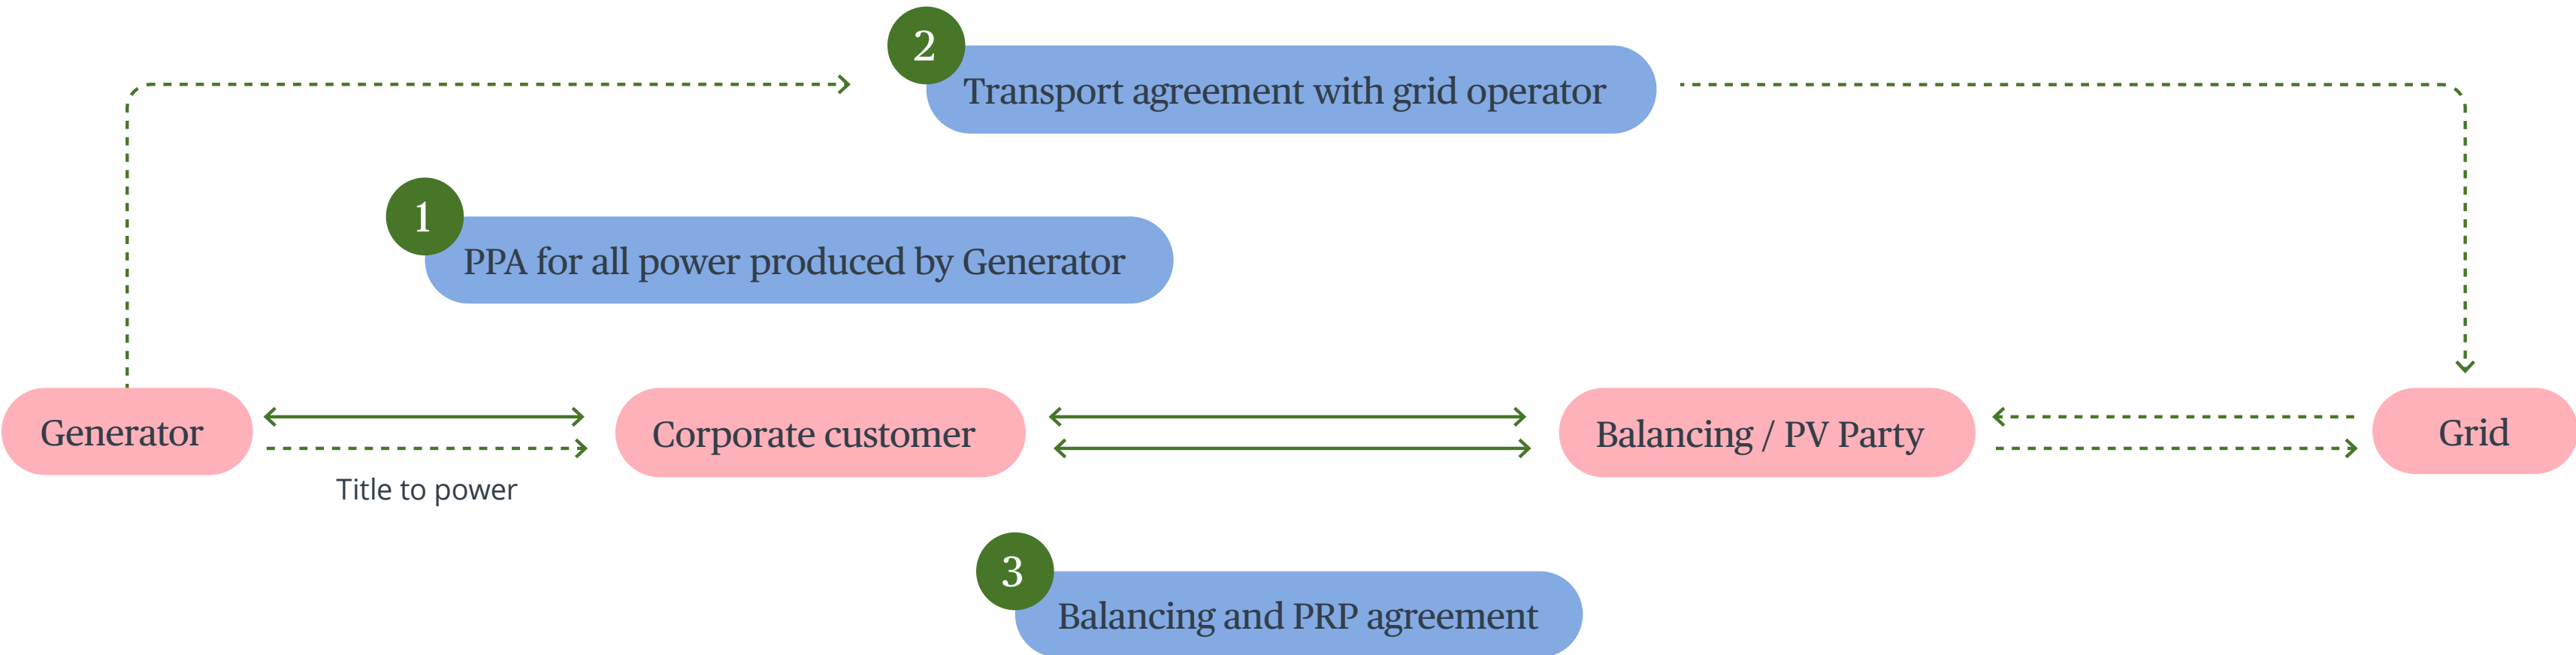 2
Transport agreement with grid operator
1
PPA for all power produced by Generator
Generator
Corporate customer
Balancing / PV Party
Grid
Title to power
3
Balancing and PRP agreement